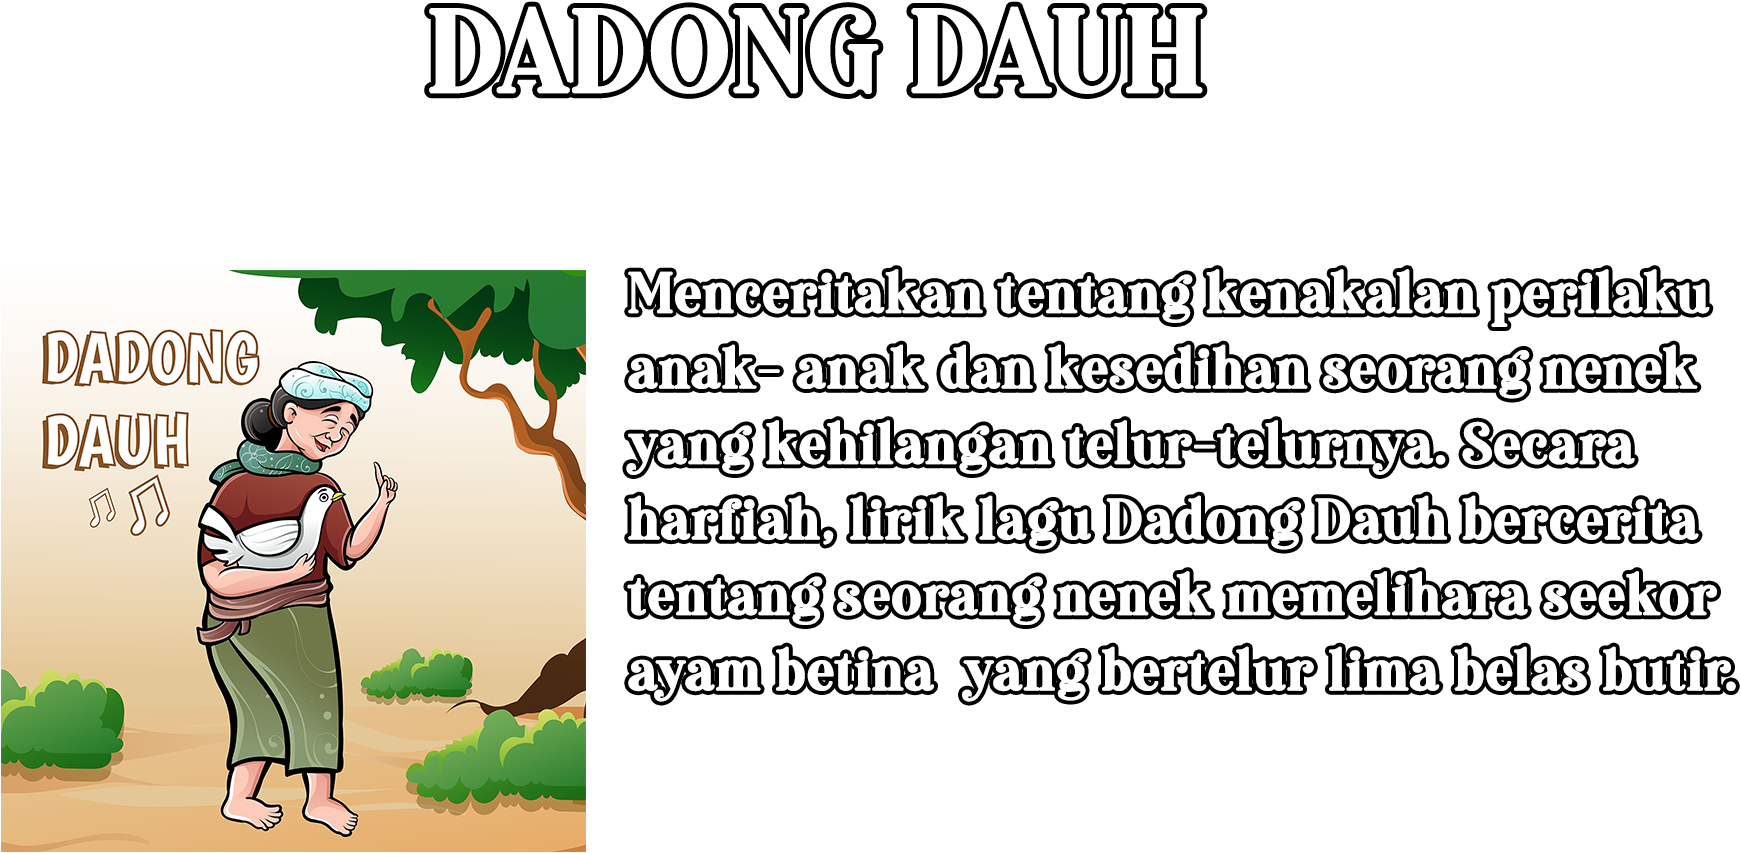 DADONG DAUH
DADONG
DAUH
Menceritakan tentang kenakalan perilaku
anak- anak dan kesedihan seorang nenek
yang kehilangan telur-telurnya. Secara
harfiah, lirik lagu Dadong Dauh bercerita
tentang seorang nenek memelihara seekor
ayam betina  yang bertelur lima belas butir.